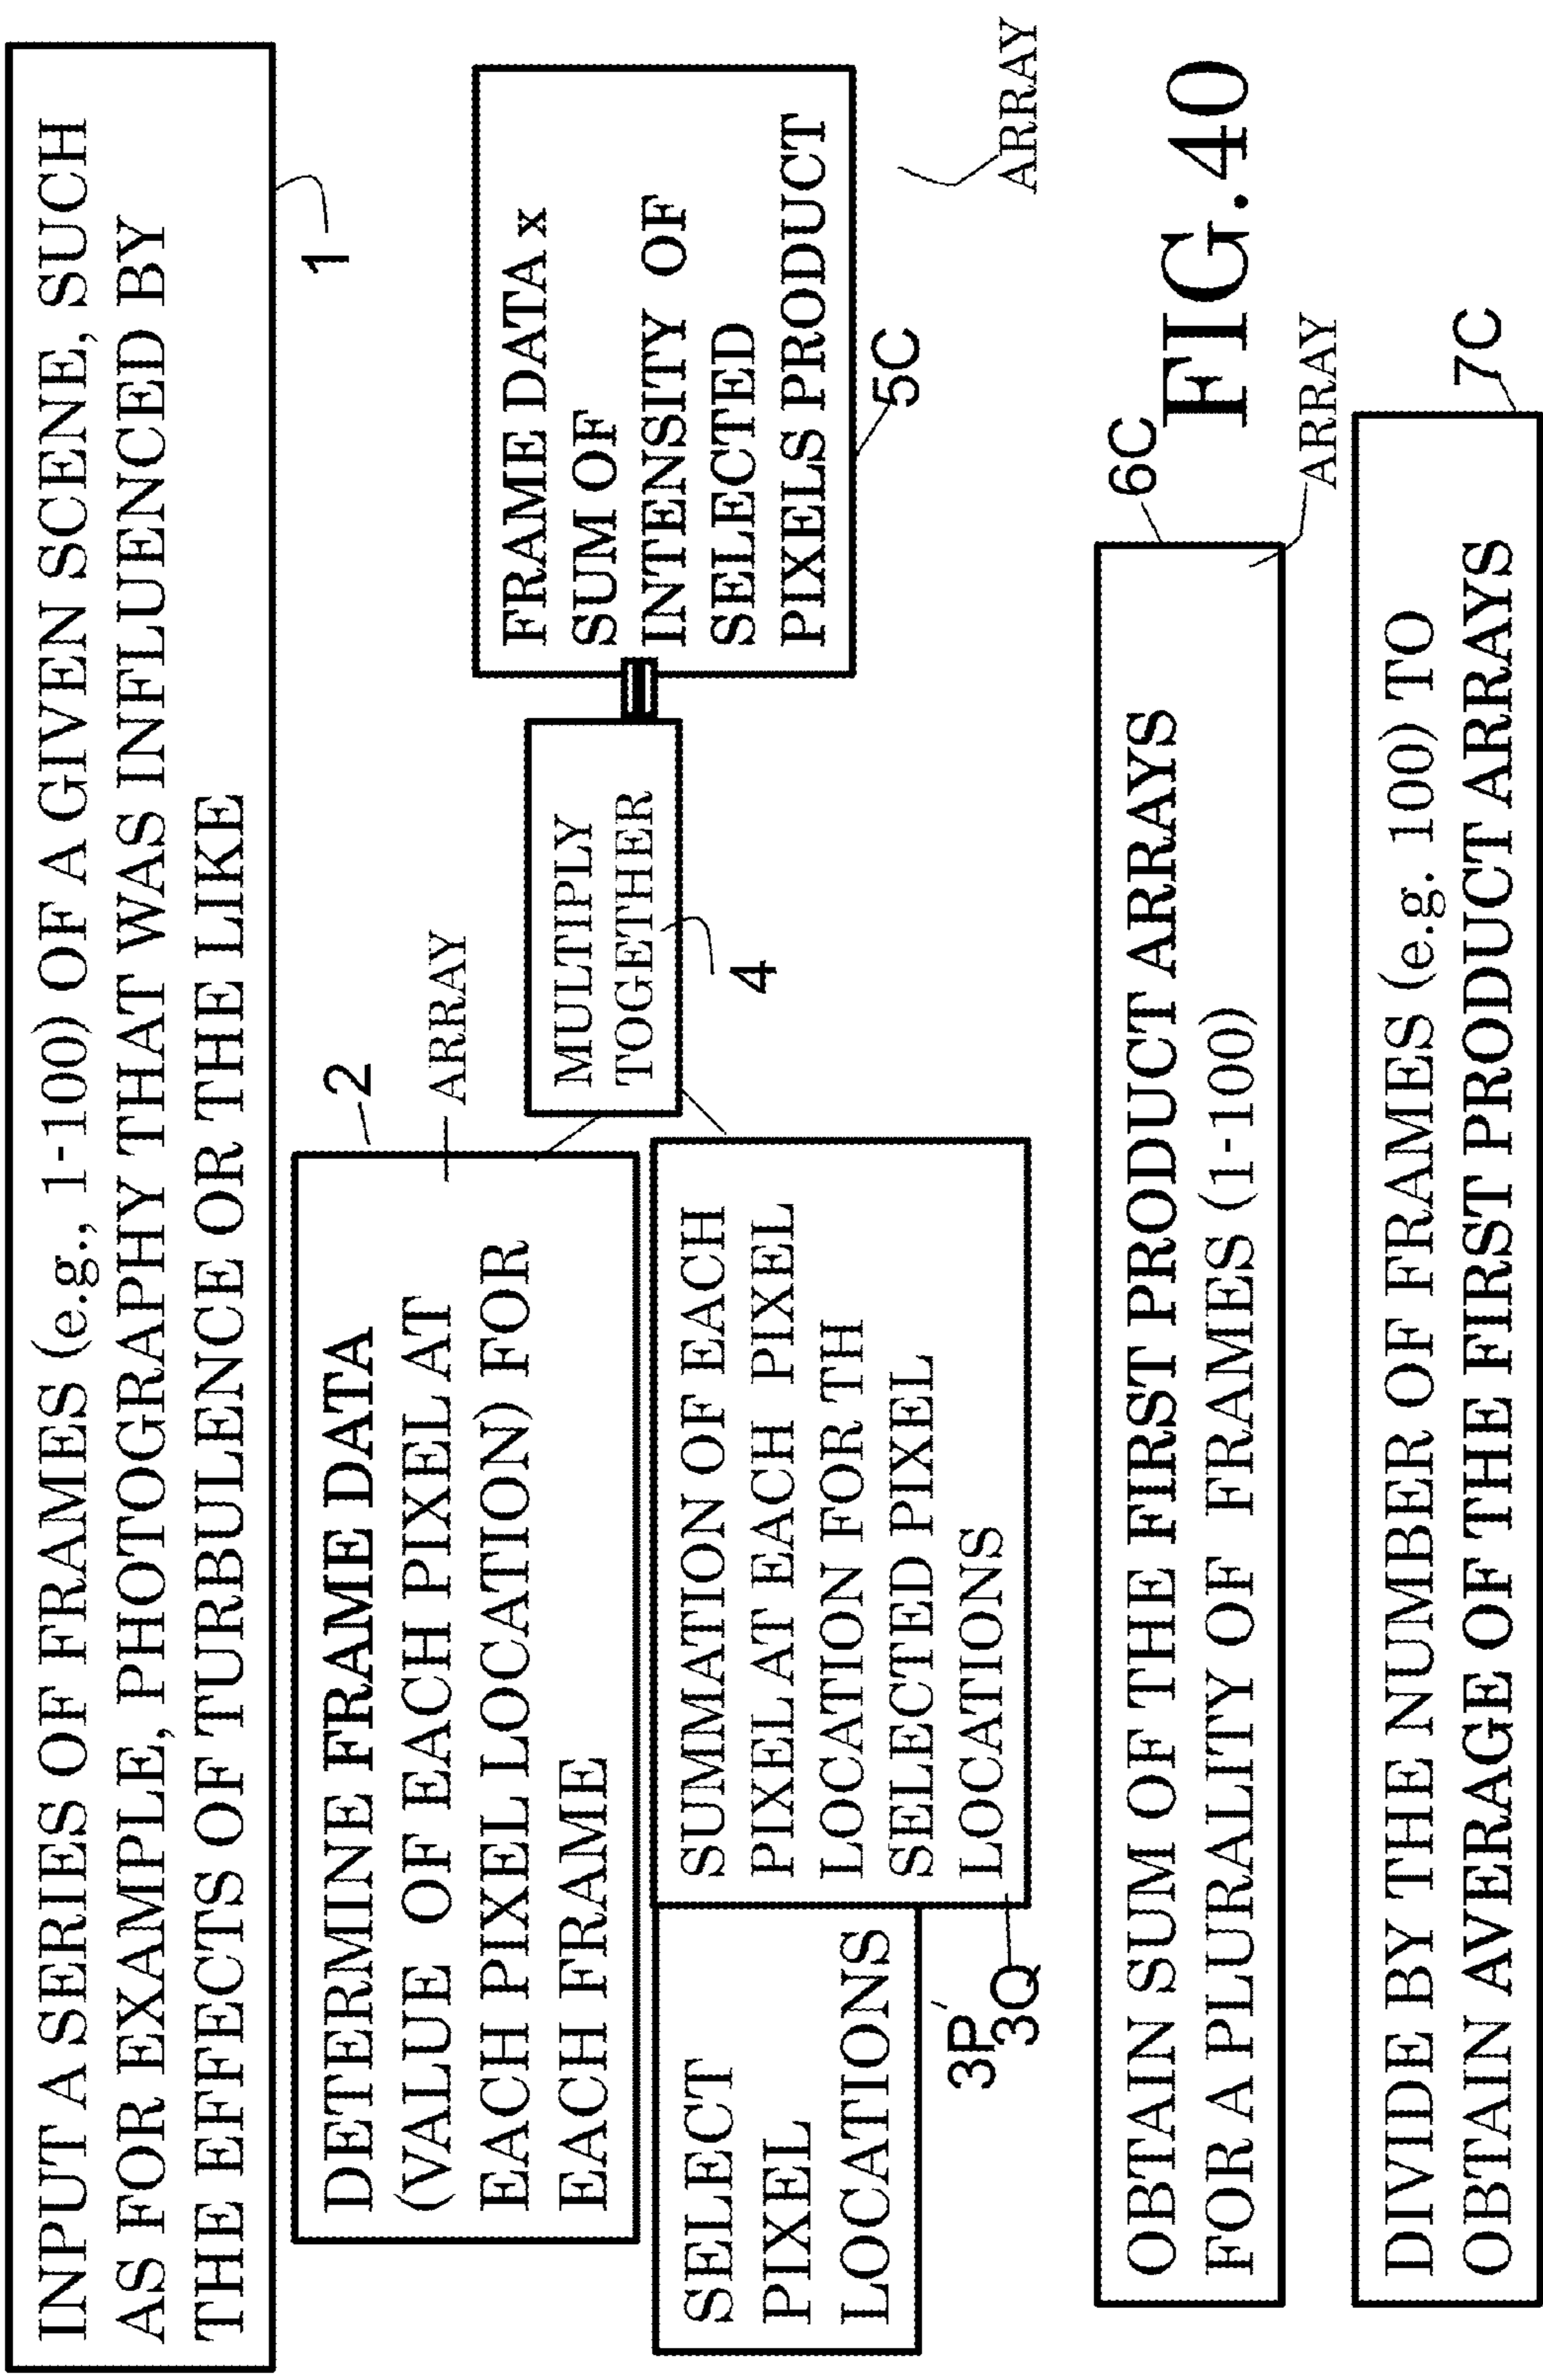 INPUT A SERIES OF FRAMES (e.g., 1-100) OF A GIVEN SCENE, SUCH
AS FOR EXAMPLE, PHOTOGRAPHY THAT WAS INFLUENCED BY
THE EFFECTS OF TURBULENCE OR THE LIKE
1
DETERMINE FRAME DATA
(VALUE OF EACH PIXEL AT
EACH PIXEL LOCATION) FOR
EACH FRAME
2
ARRAY
SELECT
PIXEL
LOCATIONS
3P'
SUMMATION OF EACH
PIXEL AT EACH PIXEL
LOCATION FOR TH
SELECTED PIXEL
LOCATIONS
3Q
MULTIPLY
TOGETHER
4
FRAME DATA x
SUM OF
INTENSITY OF
SELECTED
PIXELS PRODUCT
5C
ARRAY
OBTAIN SUM OF THE FIRST PRODUCT ARRAYS
FOR A PLURALITY OF FRAMES (1-100)
6C
ARRAY
FIG.40
DIVIDE BY THE NUMBER OF FRAMES (e.g. 100) TO
OBTAIN AVERAGE OF THE FIRST PRODUCT ARRAYS
7C